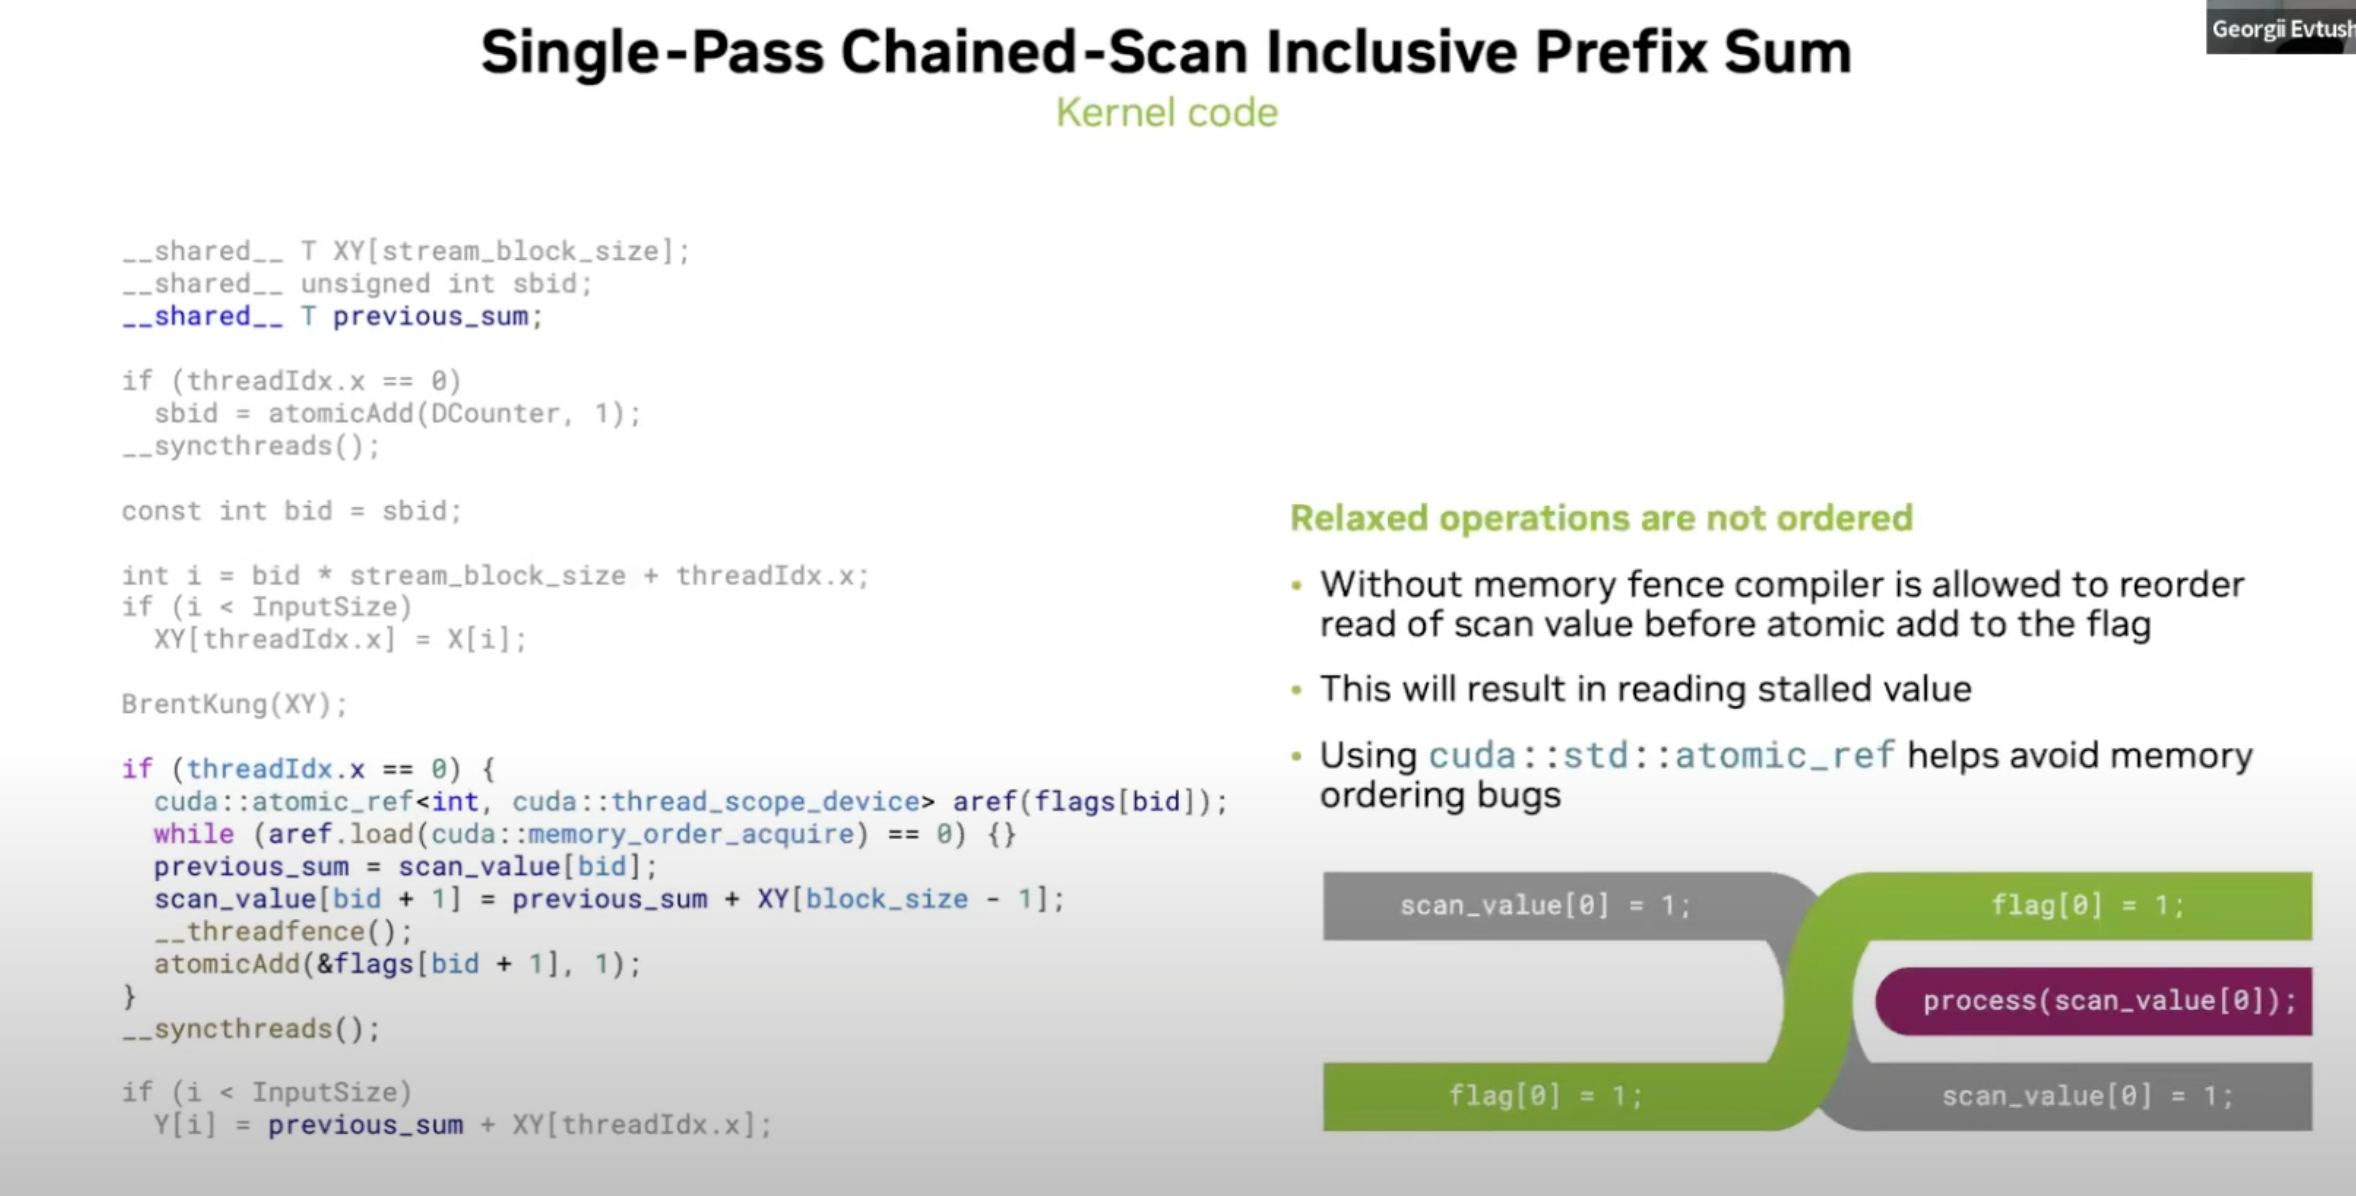 Single-Pass Chained-Scan Inclusive Prefix Sum
Kernel code
Georgii Evtush
__shared__ T XY[stream_block_size];
__shared__ unsigned int sbid;
__shared__ T previous_sum;
if (threadIdx.x == 0)
sbid = atomicAdd(DCounter, 1);
__syncthreads();
const int bid = sbid;
int i = bid * stream_block_size + threadIdx.x;
if (i < InputSize)
XY[threadIdx.x] = X[i];
BrentKung(XY);
if (threadIdx.x == 0) {
cuda::atomic_ref<int, cuda::thread_scope_device> aref(flags[bid]);
while (aref.load(cuda::memory_order_acquire) == 0) {}
previous_sum = scan_value[bid];
scan_value[bid + 1] = previous_sum + XY[block_size - 1];
__threadfence();
atomicAdd(&flags[bid + 1], 1);
}
__syncthreads();
if (i < InputSize)
Y[i] = previous_sum + XY[threadIdx.x];
Relaxed operations are not ordered
• Without memory fence compiler is allowed to reorder
read of scan value before atomic add to the flag
• This will result in reading stalled value
• Using cuda::std::atomic_ref helps avoid memory
ordering bugs
scan_value[0] = 1;
flag[0] = 1;
process(scan_value[0]);
flag[0] = 1;
scan_value[0] = 1;